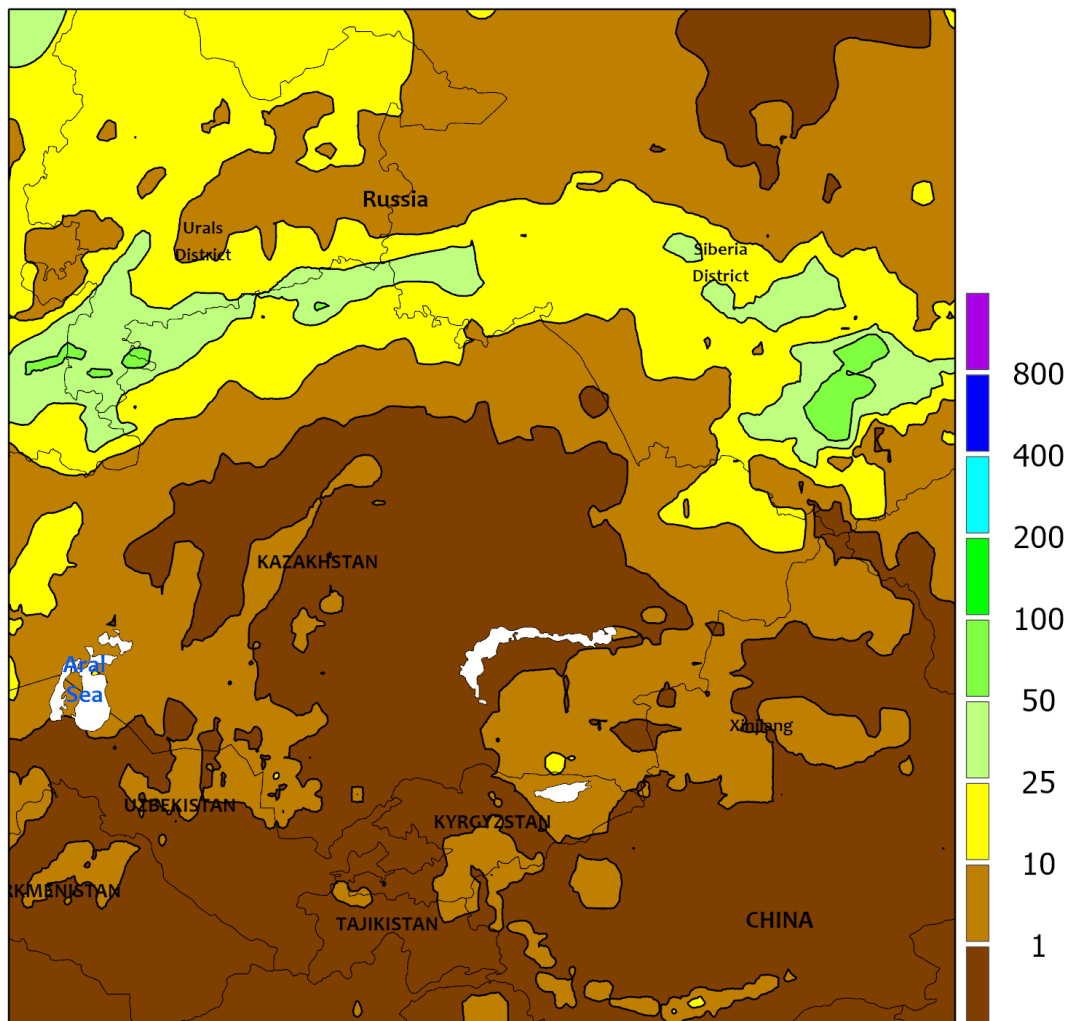 Russia
Urals
District
Siberia
District
800
400
200
KAZAKHSTAN
100
Aral
Sea
50
Xinjiang
25
UZBEKISTAN
KYRGYZSTAN
10
RKMENISTAN
TAJIKISTAN
CHINA
1